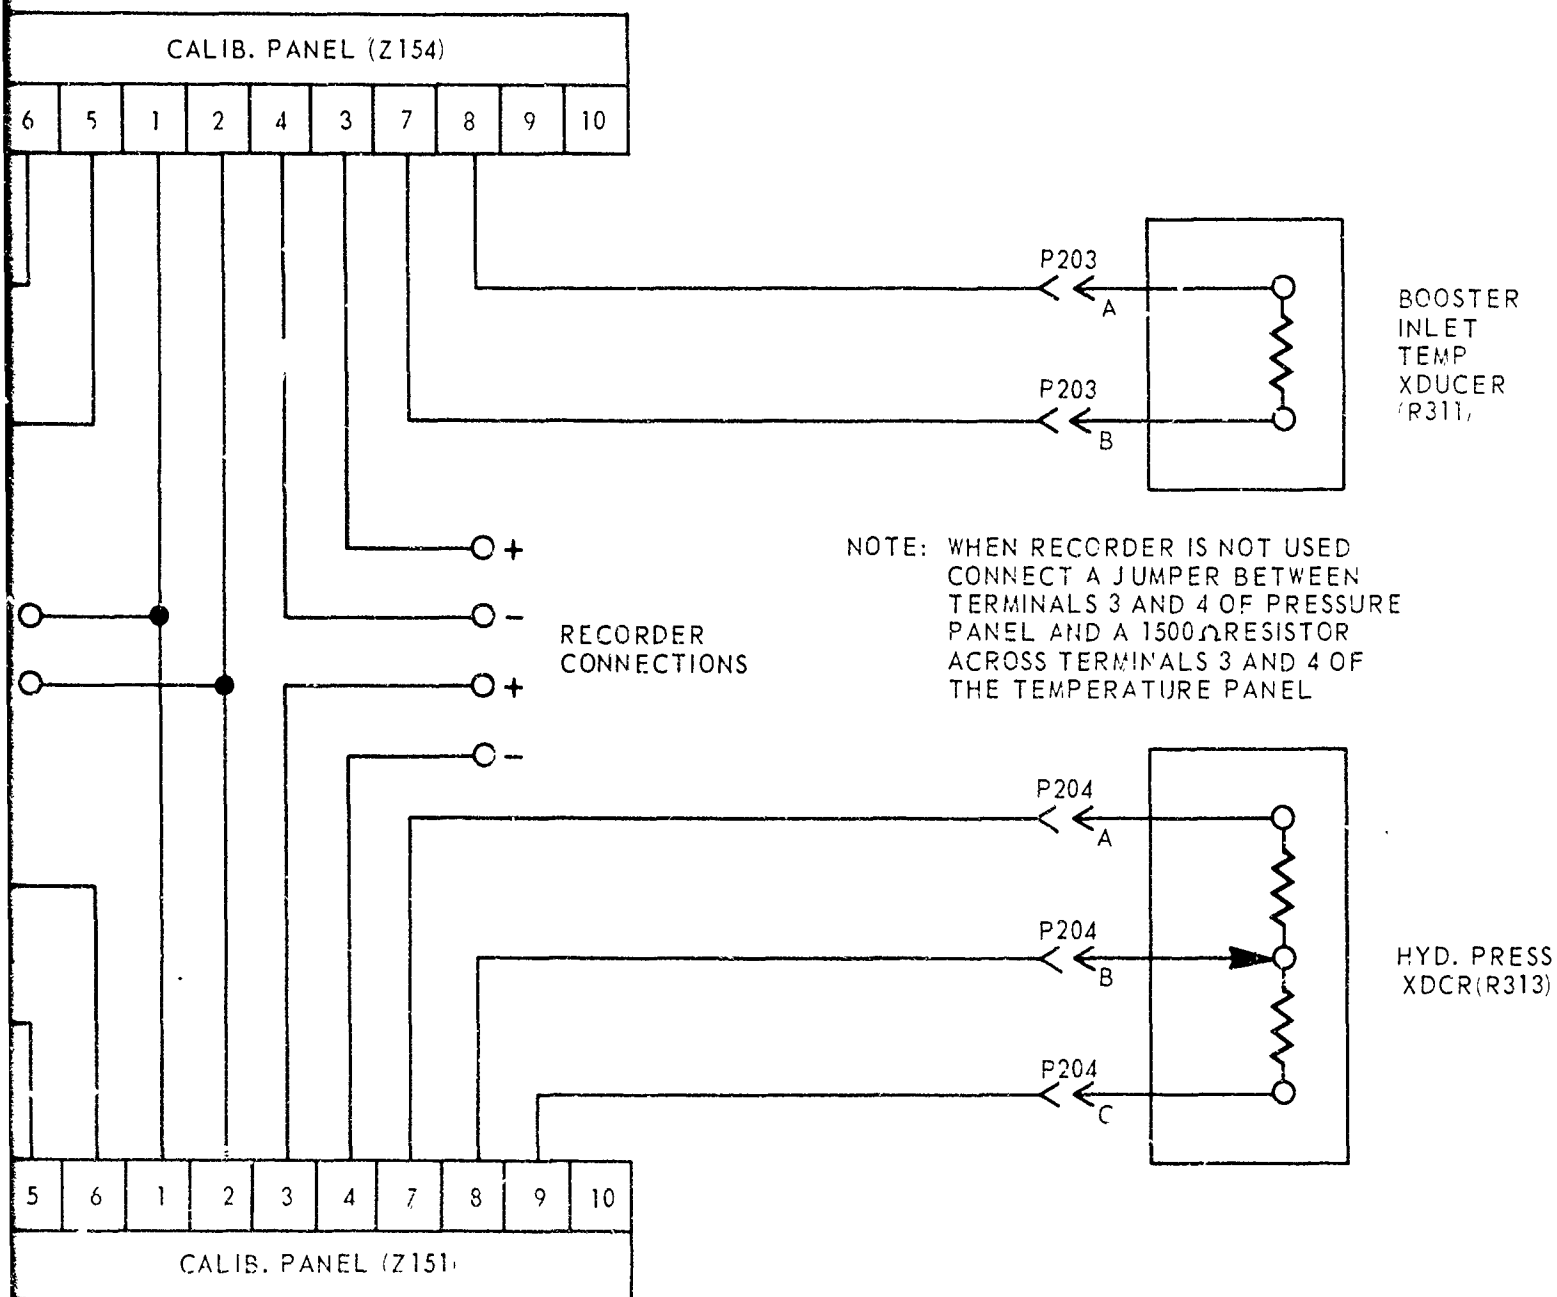 CALIB. PANEL (Z154)
6 5 1 2 4 3 7 8 9 10
P203
A
BOOSTER
INLET
TEMP
XDUCER
(R311)
P203
B
+
-
RECORDER
CONNECTIONS
+
-
NOTE: WHEN RECORDER IS NOT USED
CONNECT A JUMPER BETWEEN
TERMINALS 3 AND 4 OF PRESSURE
PANEL AND A 1500Ω RESISTOR
ACROSS TERMINALS 3 AND 4 OF
THE TEMPERATURE PANEL
P204
A
P204
B
HYD. PRESS
XDCR(R313)
P204
C
5 6 1 2 3 4 7 8 9 10
CALIB. PANEL (Z151)